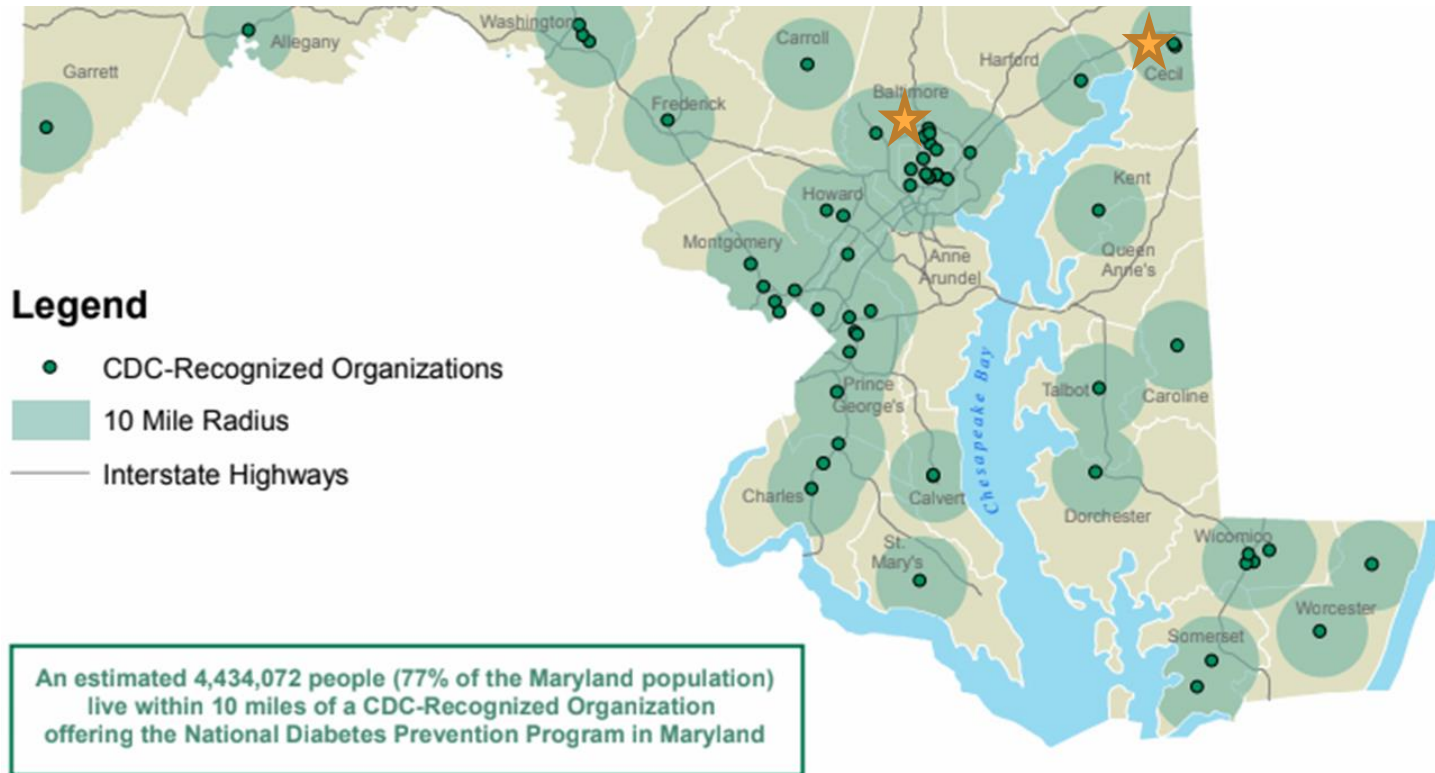 Washington
Allegany
Garrett
Carroll
Harford
Cecil
Baltimore
Frederick
Howard
Kent
Montgomery
Queen
Anne's
Anne
Arundel
Legend
CDC-Recognized Organizations
10 Mile Radius
Interstate Highways
Prince
George's
Chesapeake Bay
Talbot
Caroline
Charles
Calvert
Dorchester
St.
Mary's
Wicomico
Worcester
Somerset
An estimated 4,434,072 people (77% of the Maryland population)
live within 10 miles of a CDC-Recognized Organization
offering the National Diabetes Prevention Program in Maryland